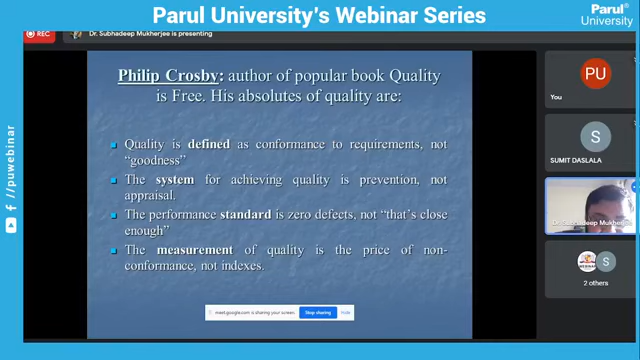 Parul University's Webinar Series
Parul®
University
REC
Dr. Subhadeep Mukherjee is presenting
/ puwebinar
Philip Crosby: author of popular book Quality
is Free. His absolutes of quality are:
Quality is defined as conformance to requirements, not
"goodness"
The system for achieving quality is prevention, not
appraisal.
The performance standard is zero defects, not "that's close
enough"
The measurement of quality is the price of non-
conformance, not indexes.
meet.google.com is sharing your screen.
Stop sharing
Hide
PU
You
S
SUMIT DASLALA
Dr. Subhadeep Mukherje
S
2 others